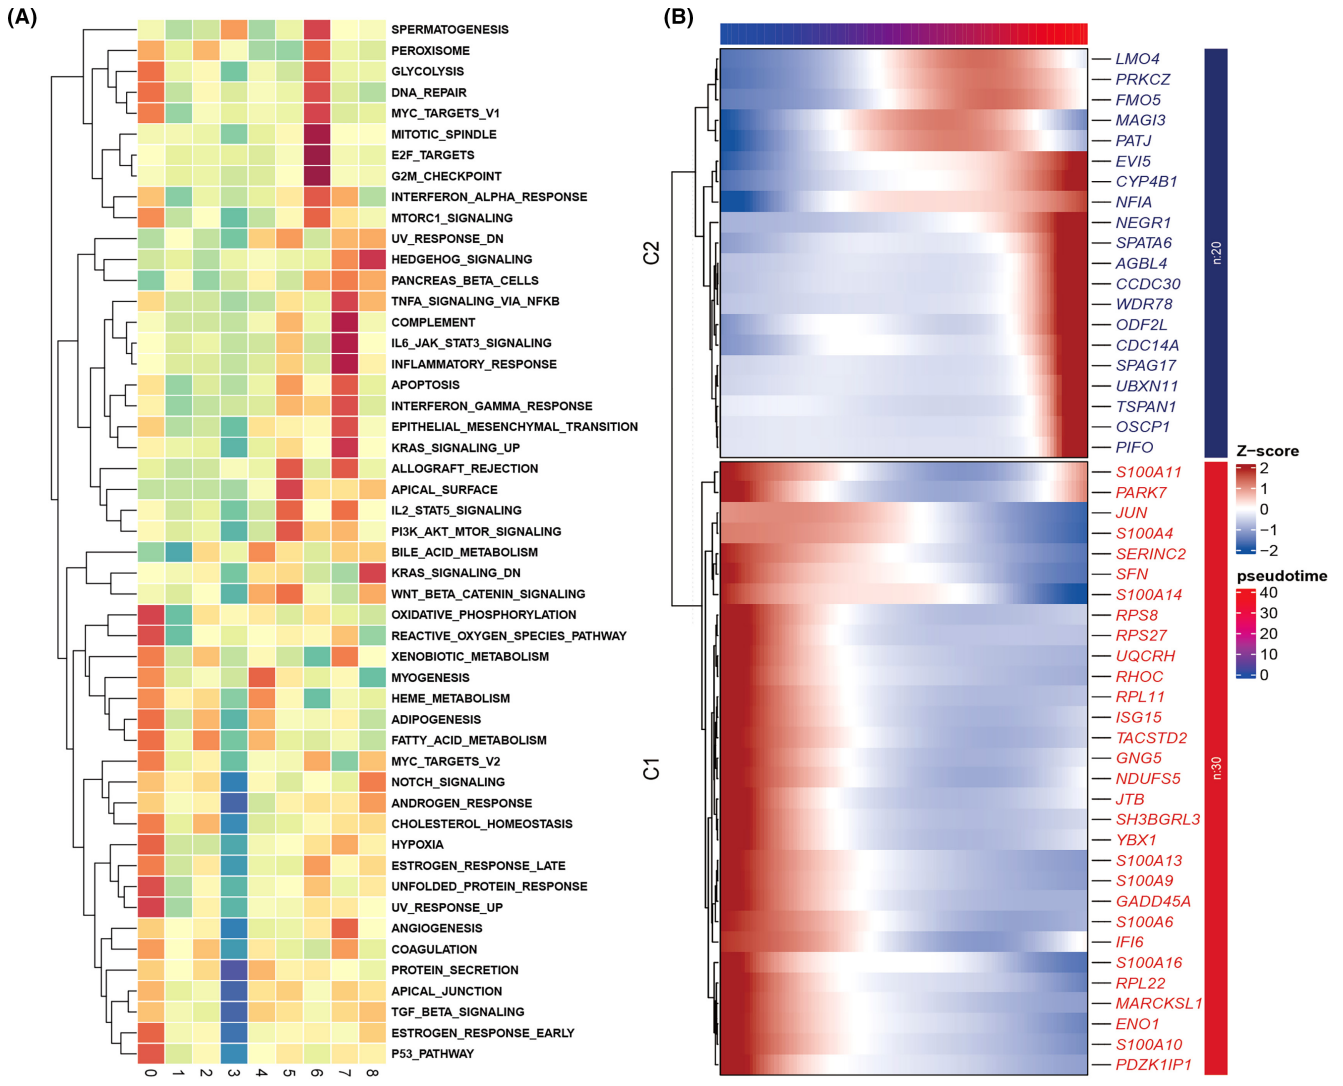 (A)
SPERMATOGENESIS
PEROXISOME
GLYCOLYSIS
DNA_REPAIR
MYC_TARGETS_V1
MITOTIC_SPINDLE
E2F_TARGETS
G2M_CHECKPOINT
INTERFERON_ALPHA_RESPONSE
MTORC1_SIGNALING
UV_RESPONSE_DN
HEDGEHOG_SIGNALING
PANCREAS_BETA_CELLS
TNFA_SIGNALING_VIA_NFKB
COMPLEMENT
IL6_JAK_STAT3_SIGNALING
INFLAMMATORY_RESPONSE
APOPTOSIS
INTERFERON_GAMMA_RESPONSE
EPITHELIAL_MESENCHYMAL_TRANSITION
KRAS_SIGNALING_UP
ALLOGRAFT_REJECTION
APICAL_SURFACE
IL2_STAT5_SIGNALING
PI3K_AKT_MTOR_SIGNALING
BILE_ACID_METABOLISM
KRAS_SIGNALING_DN
WNT_BETA_CATENIN_SIGNALING
OXIDATIVE_PHOSPHORYLATION
REACTIVE_OXYGEN_SPECIES_PATHWAY
XENOBIOTIC_METABOLISM
MYOGENESIS
HEME_METABOLISM
ADIPOGENESIS
FATTY_ACID_METABOLISM
MYC_TARGETS_V2
NOTCH_SIGNALING
ANDROGEN_RESPONSE
CHOLESTEROL_HOMEOSTASIS
HYPOXIA
ESTROGEN_RESPONSE_LATE
UNFOLDED_PROTEIN_RESPONSE
UV_RESPONSE_UP
ANGIOGENESIS
COAGULATION
PROTEIN_SECRETION
APICAL_JUNCTION
TGF_BETA_SIGNALING
ESTROGEN_RESPONSE_EARLY
P53_PATHWAY
0 1 2 3 4 5 6 7 8
(B)
C2
LMO4
PRKCZ
FMO5
MAGI3
PATJ
EVI5
CYP4B1
NFIA
NEGR1
SPATA6
AGBL4
CCDC30
WDR78
ODF2L
CDC14A
SPAG17
UBXN11
TSPAN1
OSCP1
PIFO
n:20
C1
S100A11
PARK7
JUN
S100A4
SERINC2
SFN
S100A14
RPS8
RPS27
UQCRH
RHOC
RPL11
ISG15
TACSTD2
GNG5
NDUFS5
JTB
SH3BGRL3
YBX1
S100A13
S100A9
GADD45A
S100A6
IFI6
S100A16
RPL22
MARCKSL1
ENO1
S100A10
PDZK1IP1
n:30
Z−score
2
1
0
−1
−2
pseudotime
40
30
20
10
0